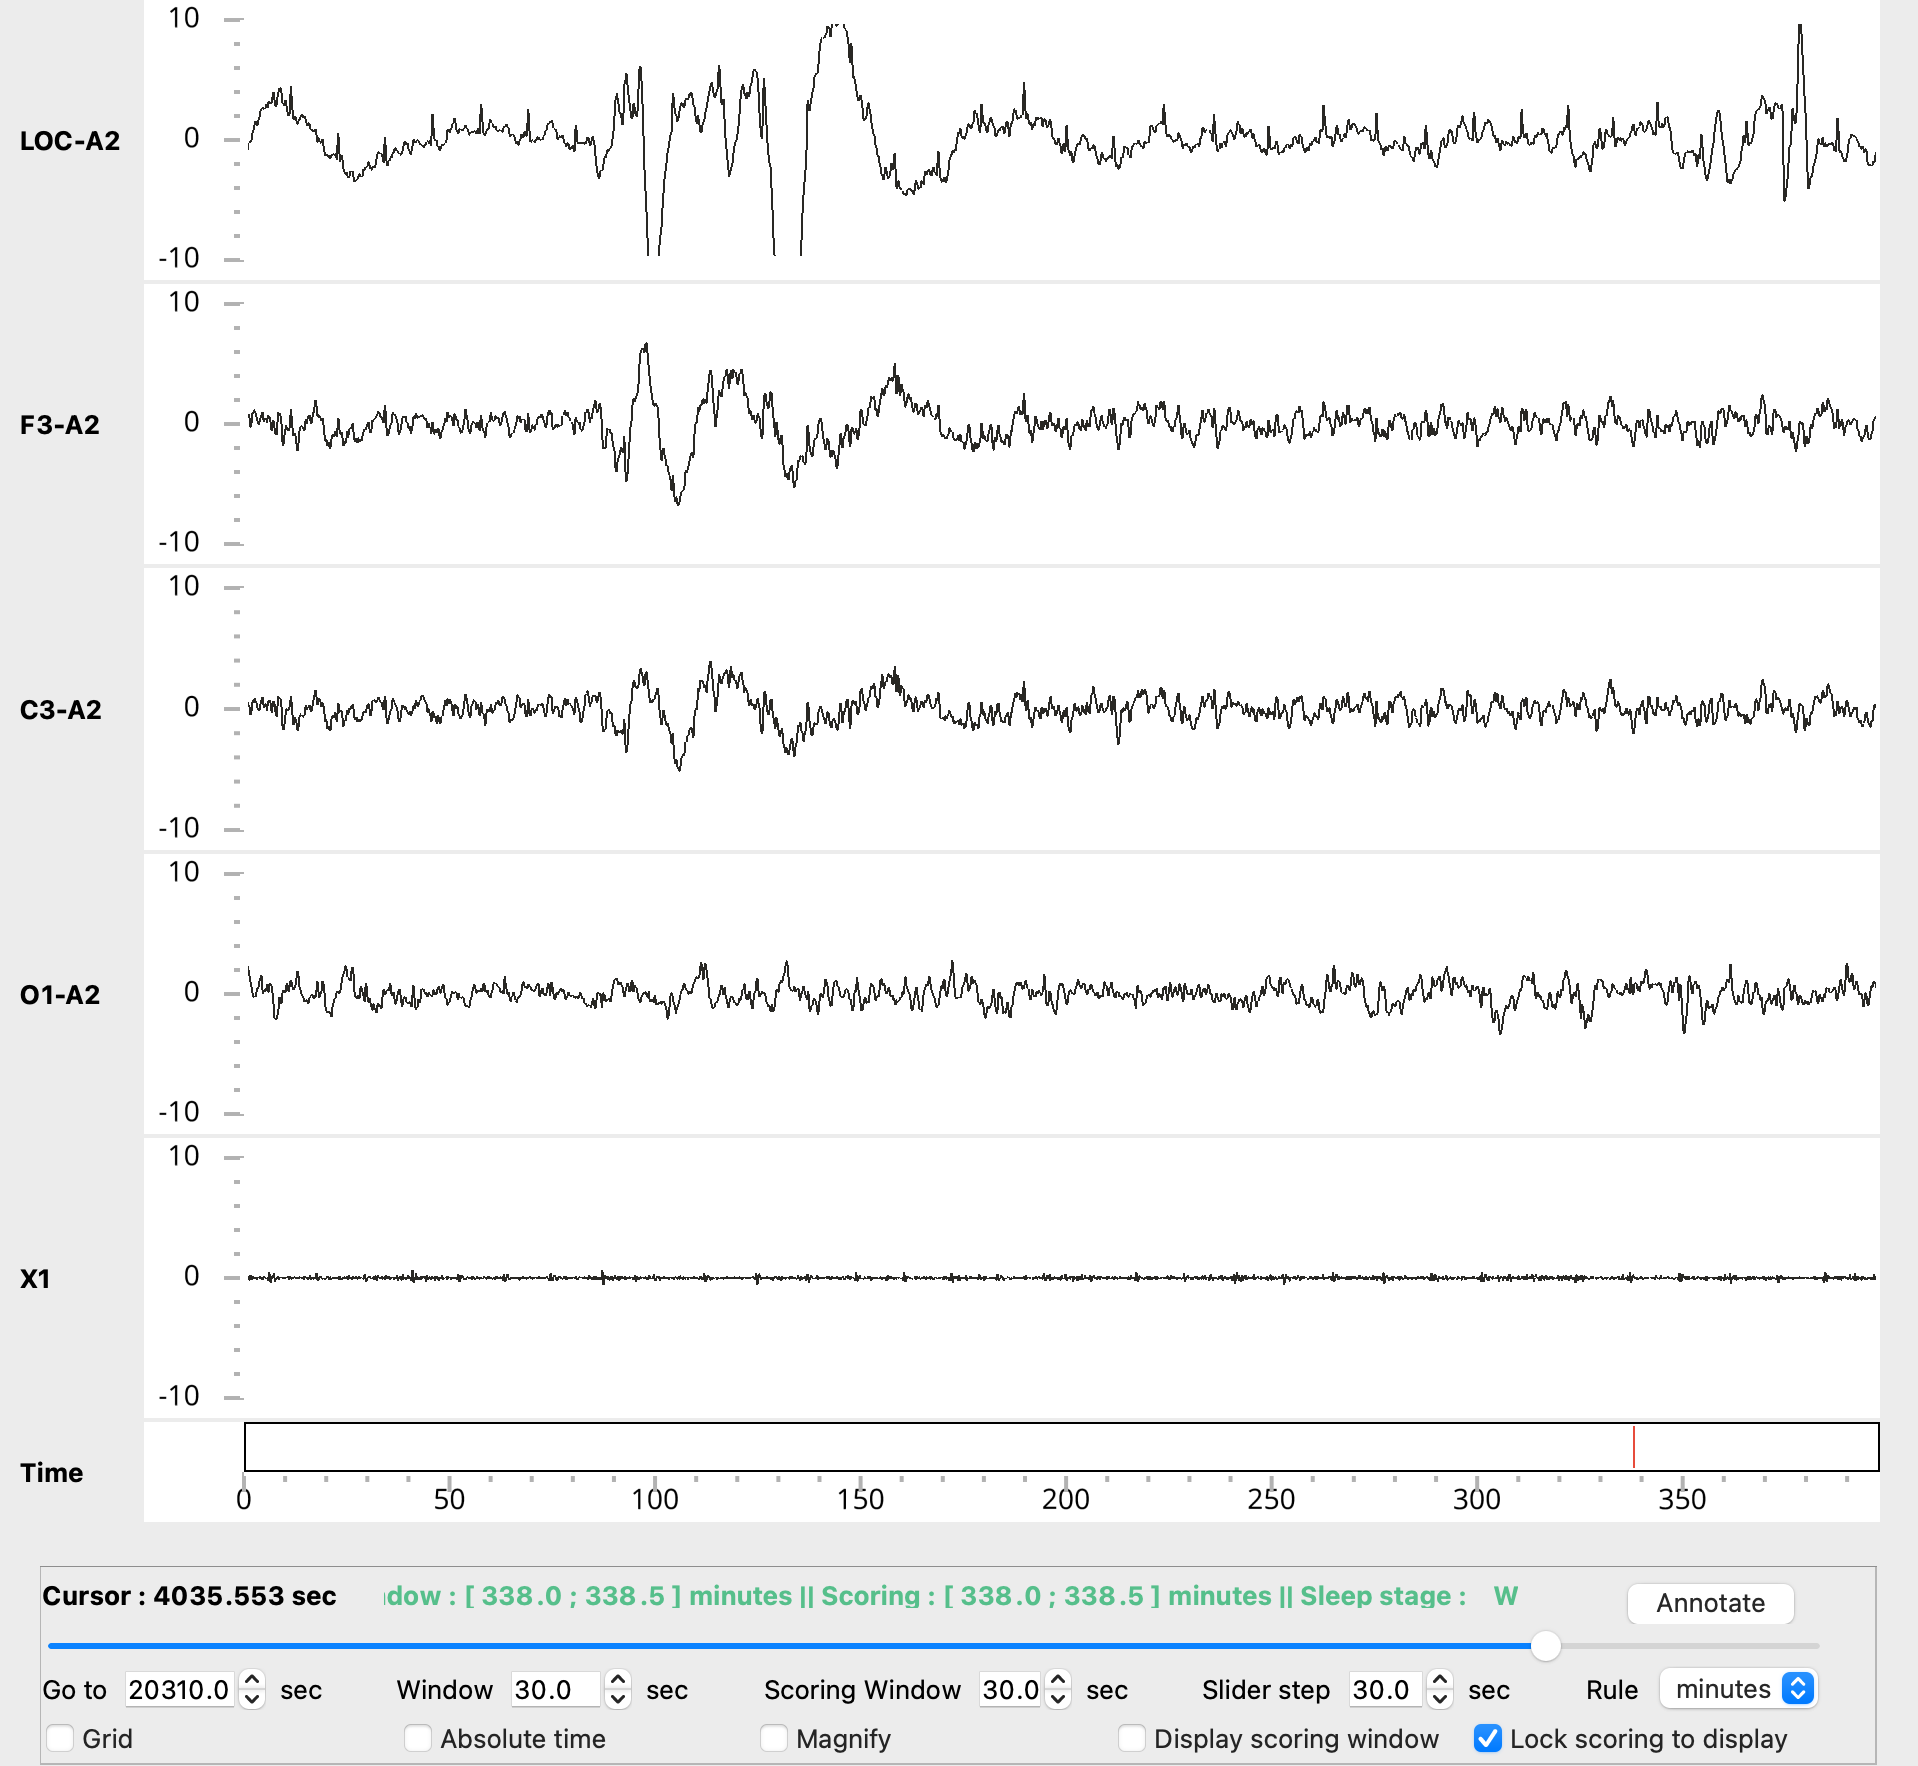 10
LOC-A2
0
-10
10
F3-A2
0
-10
10
C3-A2
0
-10
10
O1-A2
0
-10
10
X1
0
-10
Time
0 50 100 150 200 250 300 350
Cursor : 4035.553 sec dow : [ 338.0 ; 338.5 ] minutes || Scoring : [ 338.0 ; 338.5 ] minutes || Sleep stage : W Annotate
Go to 20310.0 sec Window 30.0 sec Scoring Window 30.0 sec Slider step 30.0 sec Rule minutes
Grid Absolute time Magnify Display scoring window Lock scoring to display